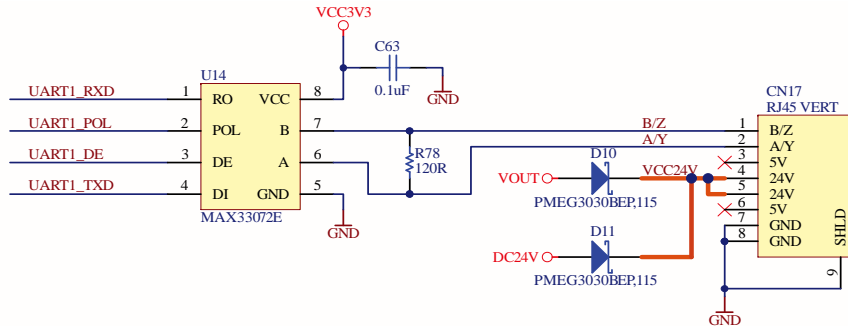 VCC3V3
C63
0.1uF
GND
U14
UART1_RXD 1 RO VCC 8
UART1_POL 2 POL B 7
UART1_DE 3 DE A 6
UART1_TXD 4 DI GND 5
MAX33072E
GND
R78
120R
B/Z
A/Y
CN17
RJ45 VERT
1 B/Z
2 A/Y
3 5V
4 24V
5 24V
6 5V
7 GND
8 GND
SHLD
9
D10
VOUT
VCC24V
PMEG3030BEP,115
D11
DC24V
PMEG3030BEP,115
GND